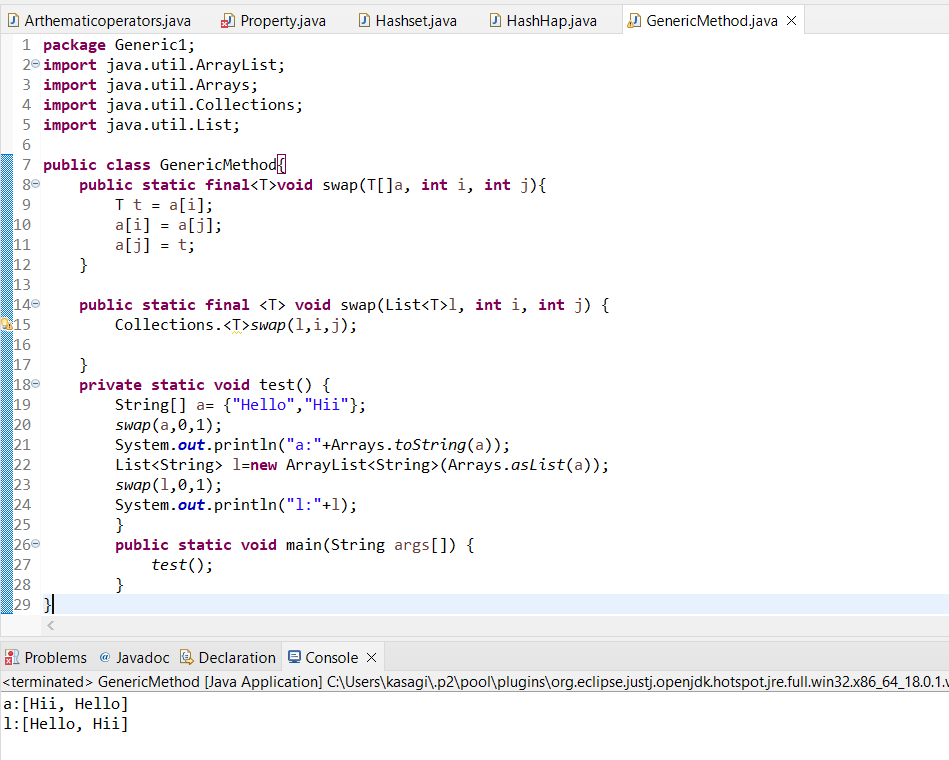 Arthematicoperators.java Property.java Hashset.java HashHap.java GenericMethod.java
1 package Generic1;
2 import java.util.ArrayList;
3 import java.util.Arrays;
4 import java.util.Collections;
5 import java.util.List;
6
7 public class GenericMethod{
8 public static final<T>void swap(T[]a, int i, int j){
9 T t = a[i];
10 a[i] = a[j];
11 a[j] = t;
12 }
13
14 public static final <T> void swap(List<T>l, int i, int j) {
15 Collections.<T>swap(l,i,j);
16
17 }
18 private static void test() {
19 String[] a= {"Hello","Hii"};
20 swap(a,0,1);
21 System.out.println("a:"+Arrays.toString(a));
22 List<String> l=new ArrayList<String>(Arrays.asList(a));
23 swap(l,0,1);
24 System.out.println("l:"+l);
25 }
26 public static void main(String args[]) {
27 test();
28 }
29 }
Problems @ Javadoc Declaration Console
<terminated> GenericMethod [Java Application] C:\Users\kasagi\.p2\pool\plugins\org.eclipse.justj.openjdk.hotspot.jre.full.win32.x86_64_18.0.1.v
a:[Hii, Hello]
l:[Hello, Hii]